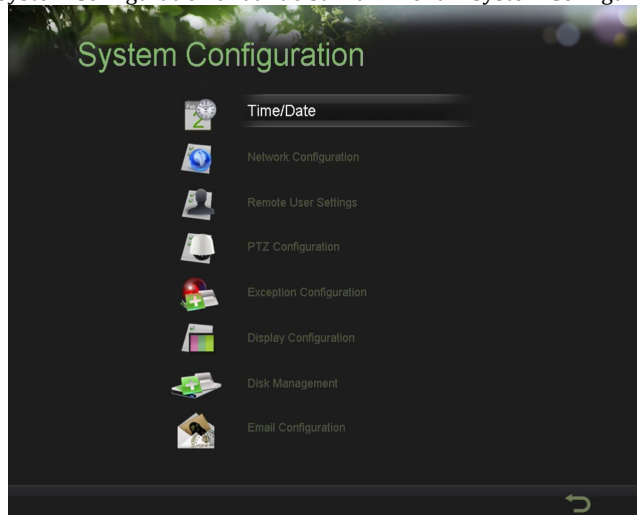 System Configuration
Time/Date
2
Network Configuration
Remote User Settings
PTZ Configuration
Exception Configuration
Display Configuration
Disk Management
Email Configuration